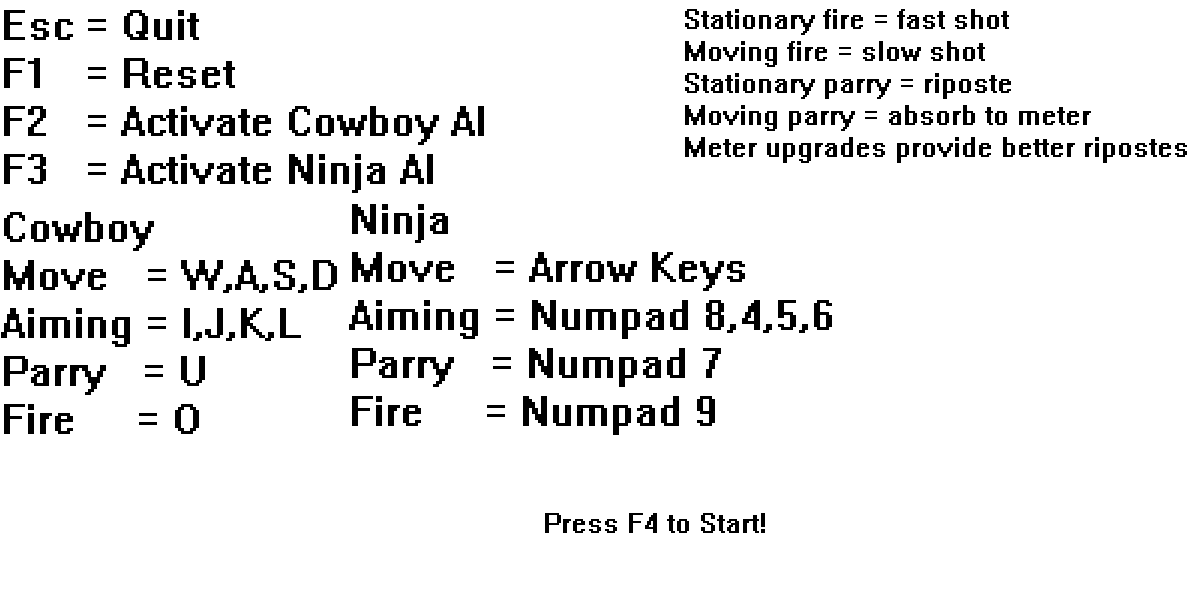 Esc = Quit
F1 = Reset
F2 = Activate Cowboy AI
F3 = Activate Ninja AI
Stationary fire = fast shot
Moving fire = slow shot
Stationary parry = riposte
Moving parry = absorb to meter
Meter upgrades provide better ripostes
Cowboy
Move = W,A,S,D
Aiming = I,J,K,L
Parry = U
Fire = O
Ninja
Move = Arrow Keys
Aiming = Numpad 8,4,5,6
Parry = Numpad 7
Fire = Numpad 9
Press F4 to Start!